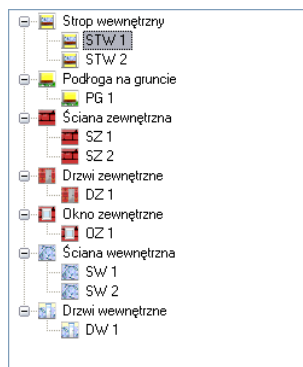 Strop wewnętrzny
STW 1
STW 2
Podłoga na gruncie
PG 1
Ściana zewnętrzna
SZ 1
SZ 2
Drzwi zewnętrzne
DZ 1
Okno zewnętrzne
OZ 1
Ściana wewnętrzna
SW 1
SW 2
Drzwi wewnętrzne
DW 1